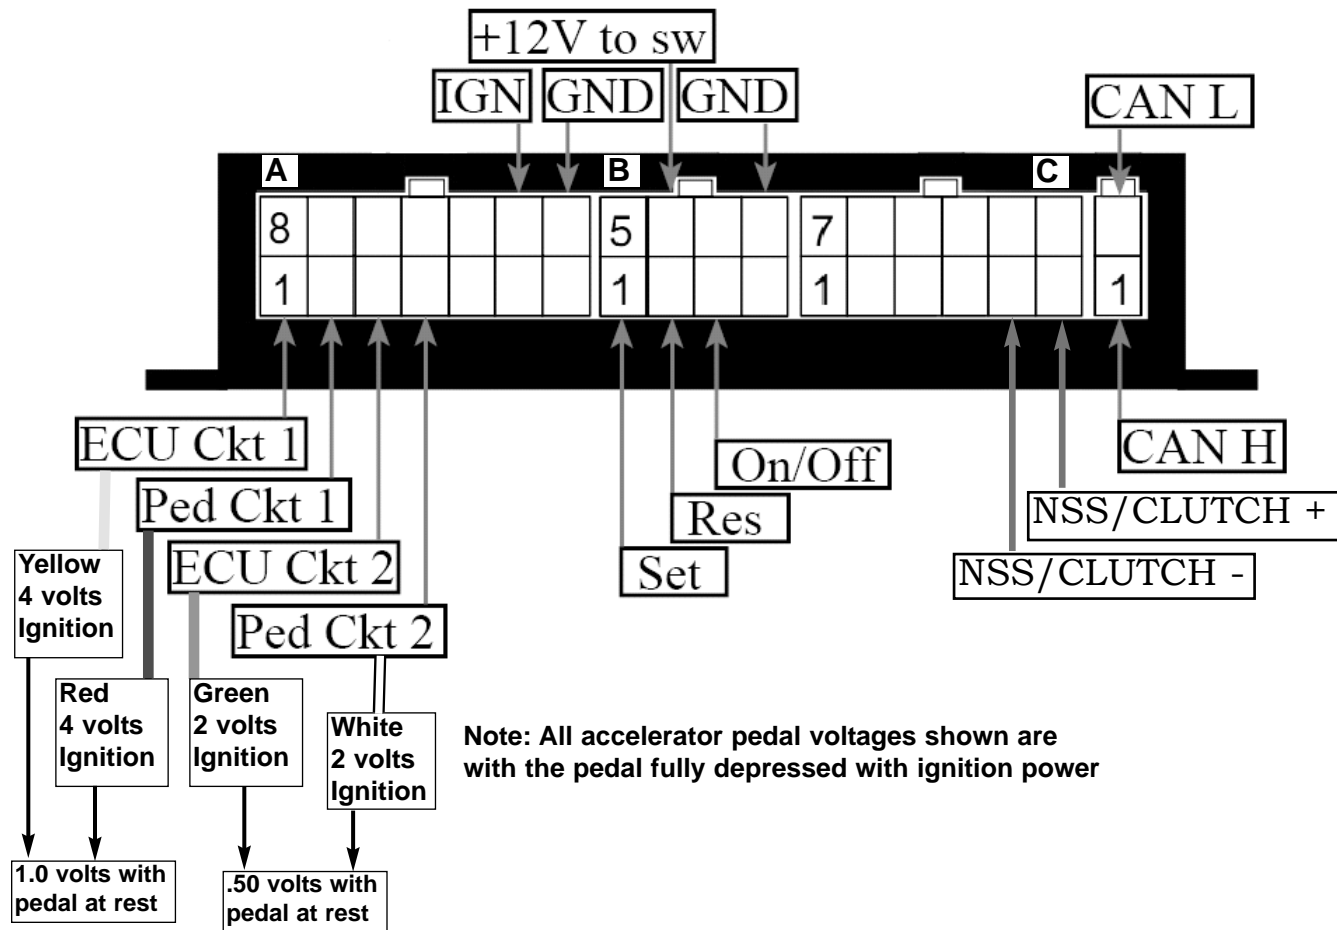 +12V to sw
IGN
GND
GND
CAN L
A
B
C
8
5
7
1
1
1
1
ECU Ckt 1
Ped Ckt 1
ECU Ckt 2
Ped Ckt 2
On/Off
Res
Set
CAN H
NSS/CLUTCH +
NSS/CLUTCH -
Yellow
4 volts
Ignition
Red
4 volts
Ignition
Green
2 volts
Ignition
White
2 volts
Ignition
Note: All accelerator pedal voltages shown are
with the pedal fully depressed with ignition power
1.0 volts with
pedal at rest
.50 volts with
pedal at rest